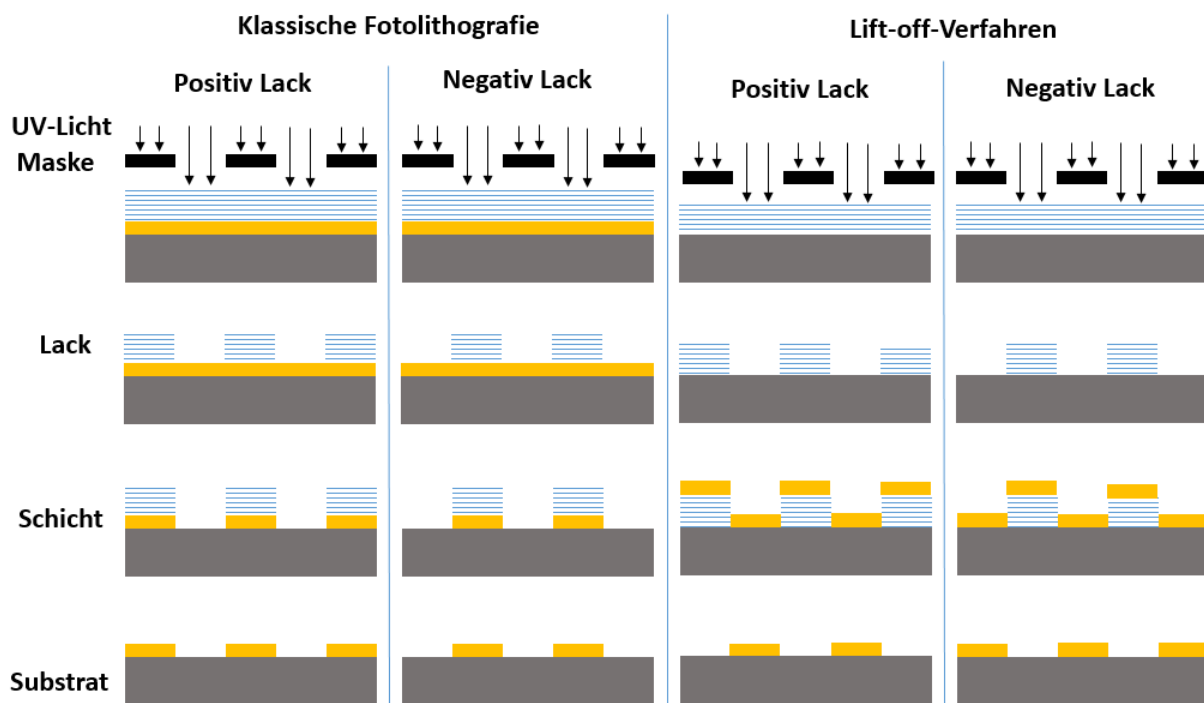 Klassische Fotolithografie
Lift-off-Verfahren
Positiv Lack
Negativ Lack
Positiv Lack
Negativ Lack
UV-Licht
Maske
Lack
Schicht
Substrat